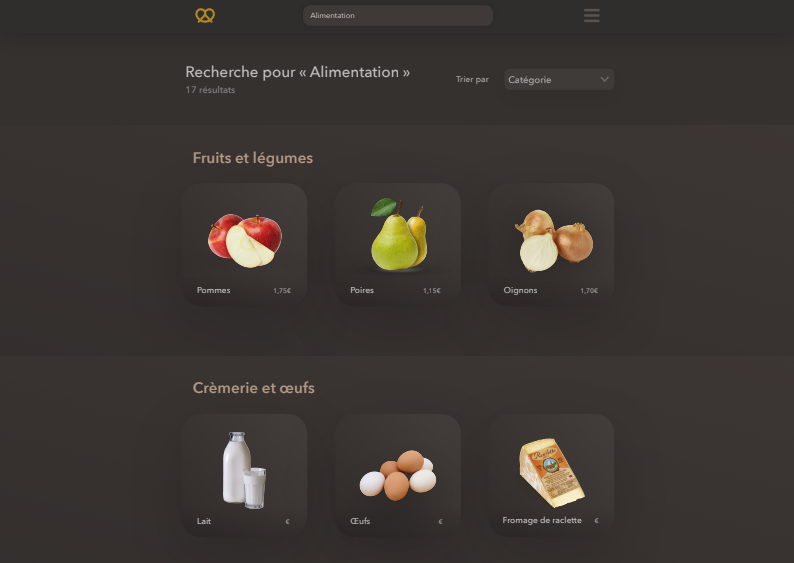 Alimentation
Recherche pour « Alimentation »
17 résultats
Trier par
Catégorie
Fruits et légumes
Pommes 1,75€
Poires 1,15€
Oignons 1,70€
Crèmerie et œufs
Lait €
Œufs €
Fromage de raclette €